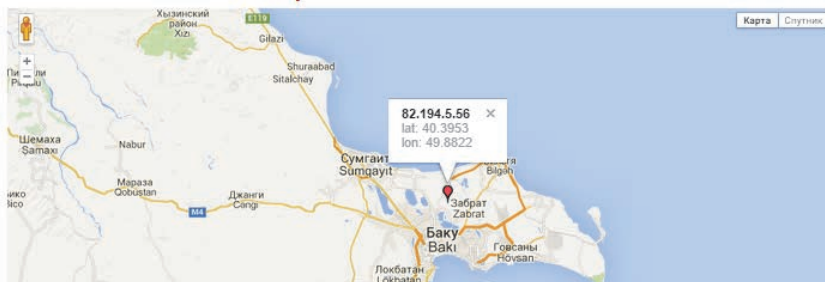 Хызинский
район
Xızı
E119
Карта
Спутник
Gilazi
Shuraabad
Sitalchay
+
−
82.194.5.56 ×
lat: 40.3953
lon: 49.8822
Шемаха
Şamaxı
Nabur
Сумгаит
Sumqayıt
Bilgəh
Мараза
Qobustan
Джанги
Cəngi
M4
Забрат
Zabrat
Баку
Bakı
Говсаны
Hövsan
Локбатан
Lökbatan